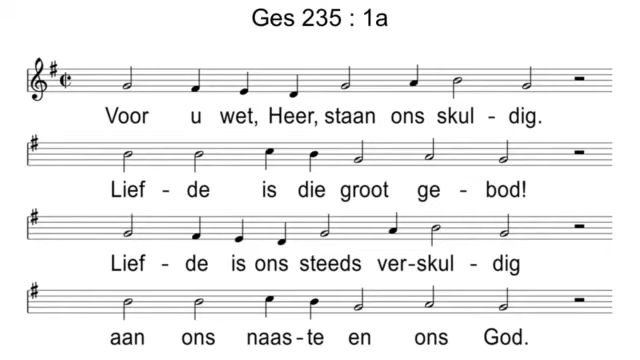 Ges 235 : 1a
Voor u wet, Heer, staan ons skul - dig.
Lief - de is die groot ge - bod!
Lief - de is ons steeds ver-skul - dig
aan ons naas-te en ons God.